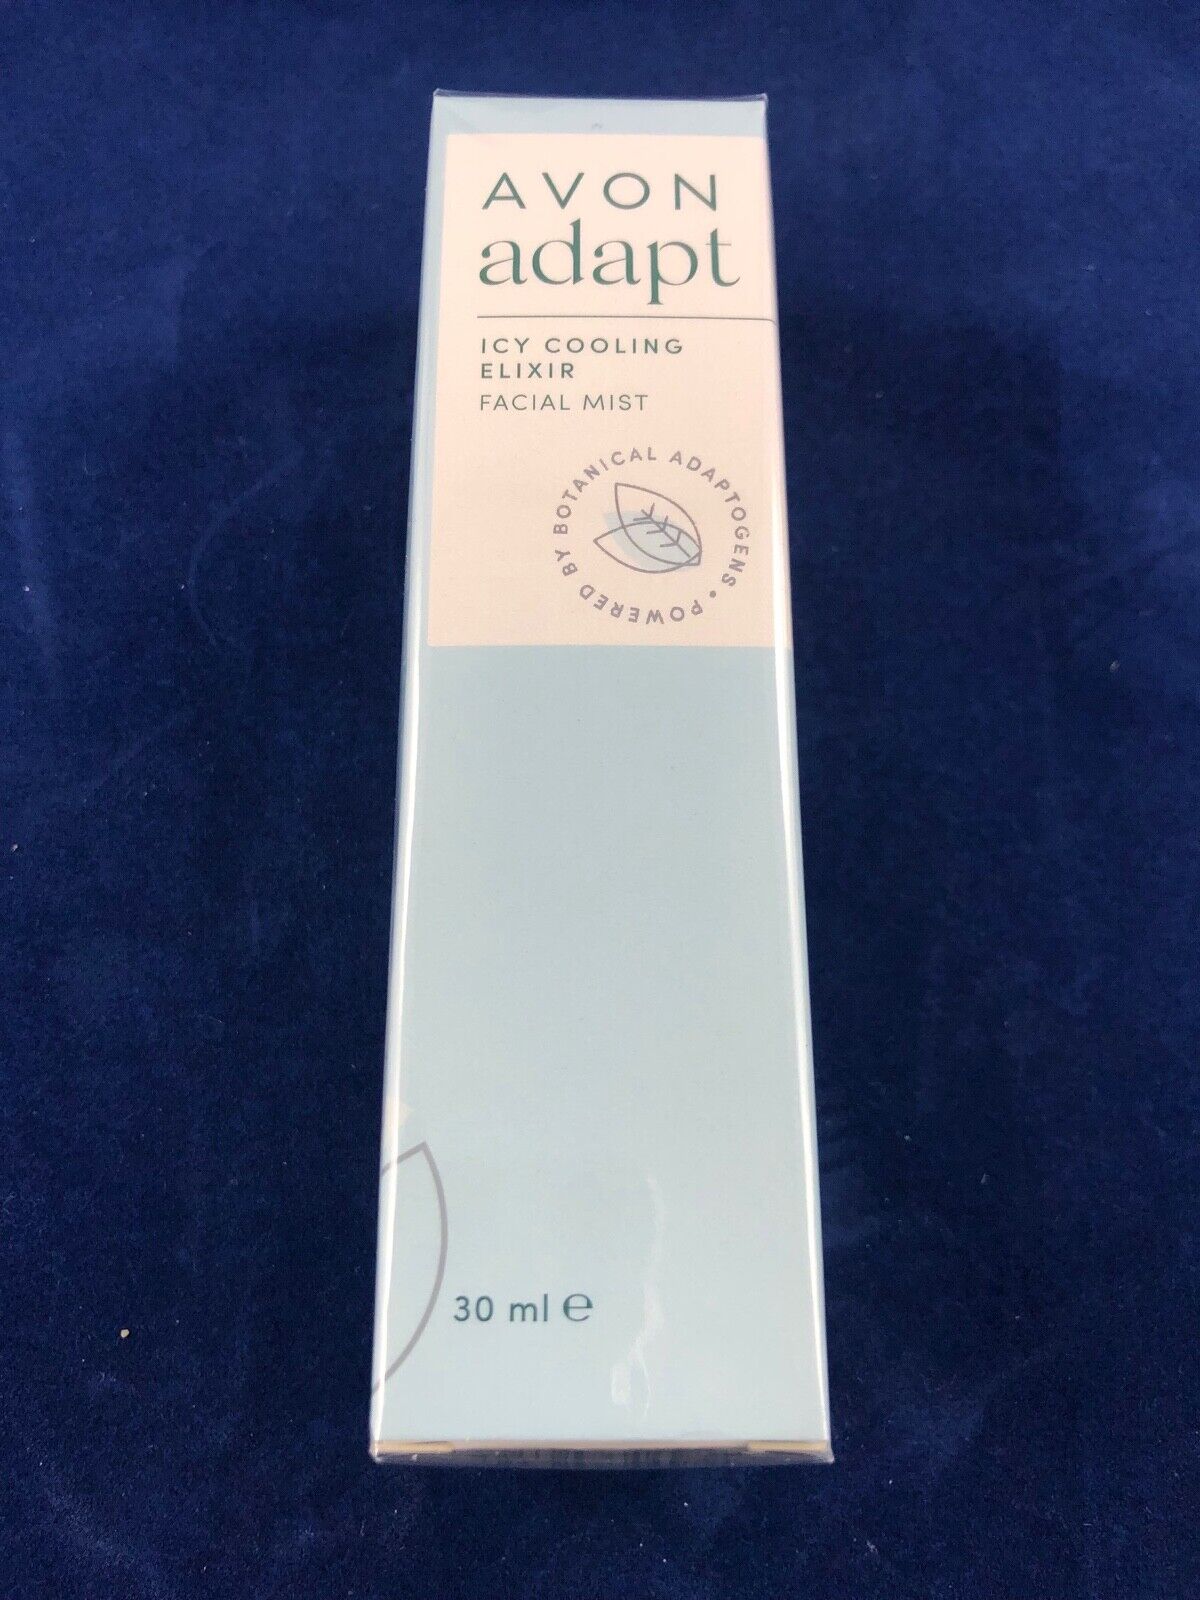 AVON
adapt
ICY COOLING
ELIXIR
FACIAL MIST
POWERED BY BOTANICAL ADAPTOGENS •
30 ml ℮